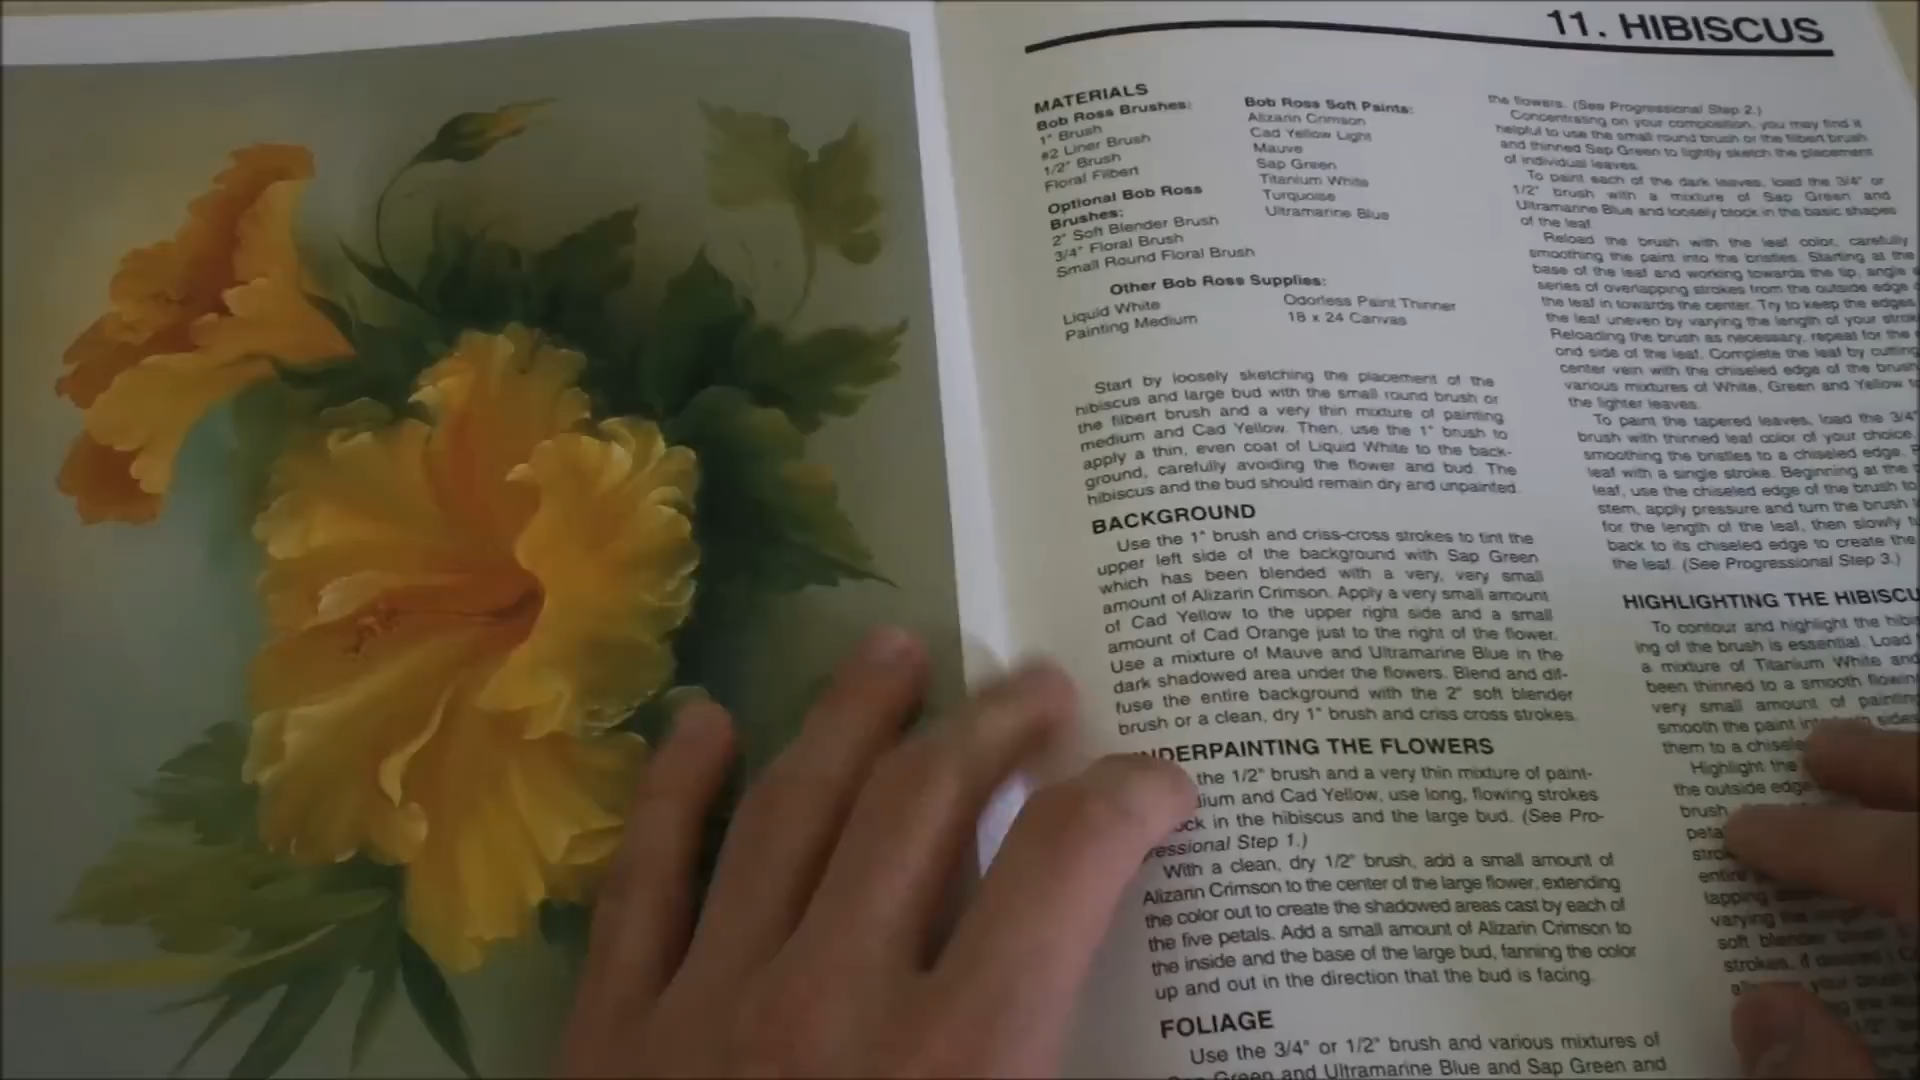 11. HIBISCUS
MATERIALS
Bob Ross Brushes:
1" Brush
#2 Liner Brush
1/2" Brush
Floral Filbert
Optional Bob Ross
Brushes:
2" Soft Blender Brush
3/4" Floral Brush
Small Round Floral Brush
Bob Ross Soft Paints:
Alizarin Crimson
Cad Yellow Light
Mauve
Sap Green
Titanium White
Turquoise
Ultramarine Blue
Other Bob Ross Supplies:
Liquid White
Painting Medium
Odorless Paint Thinner
18 x 24 Canvas
Start by loosely sketching the placement of the
hibiscus and large bud with the small round brush or
the filbert brush and a very thin mixture of painting
medium and Cad Yellow. Then, use the 1" brush to
apply a thin, even coat of Liquid White to the back-
ground, carefully avoiding the flower and bud. The
hibiscus and the bud should remain dry and unpainted.
BACKGROUND
Use the 1" brush and criss-cross strokes to tint the
upper left side of the background with Sap Green
which has been blended with a very, very small
amount of Alizarin Crimson. Apply a very small amount
of Cad Yellow to the upper right side and a small
amount of Cad Orange just to the right of the flower.
Use a mixture of Mauve and Ultramarine Blue in the
dark shadowed area under the flowers. Blend and dif-
fuse the entire background with the 2" soft blender
brush or a clean, dry 1" brush and criss cross strokes.
NDERPAINTING THE FLOWERS
the 1/2" brush and a very thin mixture of paint-
dium and Cad Yellow, use long, flowing strokes
ck in the hibiscus and the large bud. (See Pro-
ressional Step 1.)
With a clean, dry 1/2" brush, add a small amount of
Alizarin Crimson to the center of the large flower, extending
the color out to create the shadowed areas cast by each of
the five petals. Add a small amount of Alizarin Crimson to
the inside and the base of the large bud, fanning the color
up and out in the direction that the bud is facing.
FOLIAGE
Use the 3/4" or 1/2" brush and various mixtures of
Green and Ultramarine Blue and Sap Green and
the flowers. (See Progressional Step 2.)
Concentrating on your composition, you may find it
helpful to use the small round brush or the filbert brush
and thinned Sap Green to lightly sketch the placement
of individual leaves.
To paint each of the dark leaves, load the 3/4" or
1/2" brush with a mixture of Sap Green and
Ultramarine Blue and loosely block in the basic shapes
of the leaf.
Reload the brush with the leaf color, carefully
smoothing the paint into the bristles. Starting at the
base of the leaf and working towards the tip, angle
series of overlapping strokes from the outside edge
the leaf in towards the center. Try to keep the edges
the leaf uneven by varying the length of your strok
Reloading the brush as necessary, repeat for the
ond side of the leaf. Complete the leaf by cutting
center vein with the chiseled edge of the brush
various mixtures of White, Green and Yellow
the lighter leaves.
To paint the tapered leaves, load the 3/4"
brush with thinned leaf color of your choice,
smoothing the bristles to a chiseled edge.
leaf with a single stroke. Beginning at the
leaf, use the chiseled edge of the brush to
stem, apply pressure and turn the brush
for the length of the leaf, then slowly
back to its chiseled edge to create the
the leaf. (See Progressional Step 3.)
HIGHLIGHTING THE HIBISCU
To contour and highlight the hibi
ing of the brush is essential. Load
a mixture of Titanium White and
been thinned to a smooth flowin
very small amount of painting
smooth the paint into sides
them to a chisele
Highlight the
the outside edge
brush
peta
strok
entire
lapping
varying the
soft blender
strokes, if desired
your brush